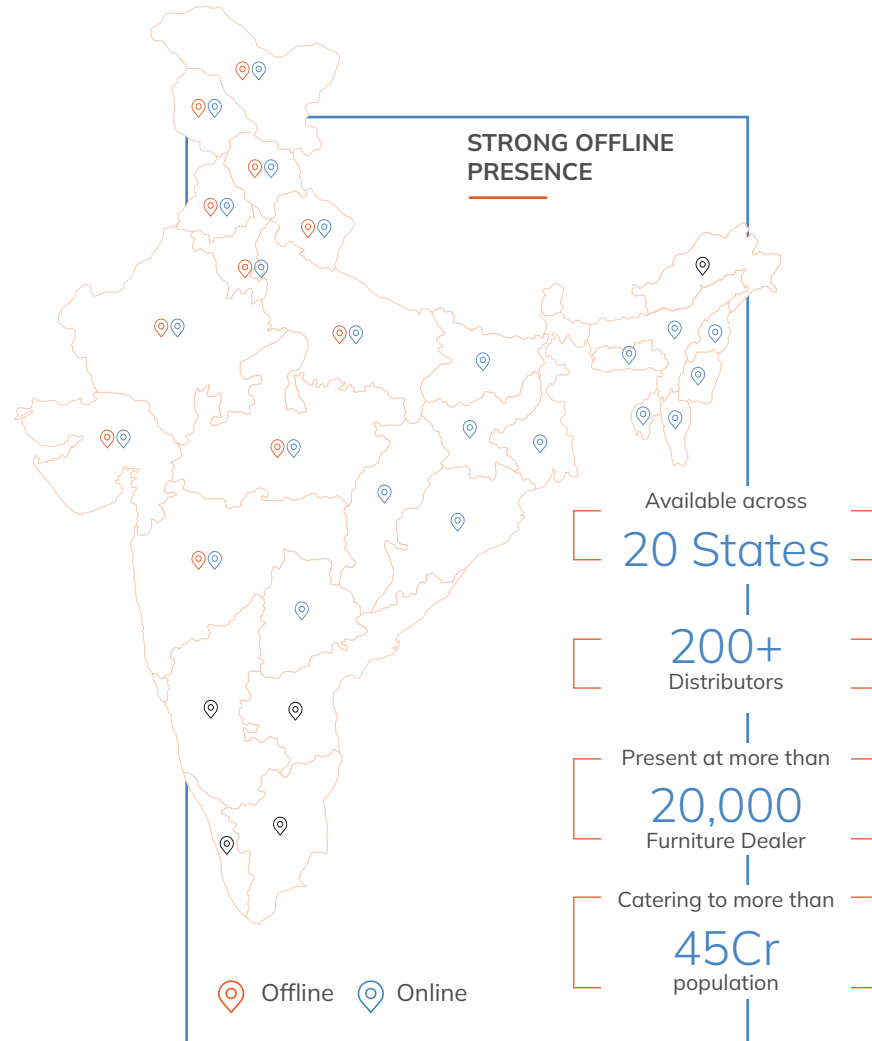 STRONG OFFLINE
PRESENCE
Available across
20 States
200+
Distributors
Present at more than
20,000
Furniture Dealer
Catering to more than
45Cr
population
Offline
Online